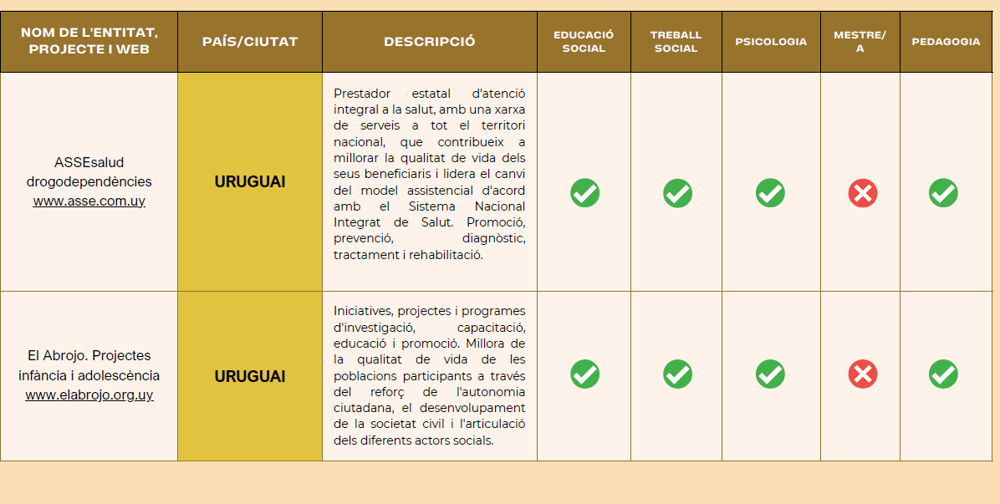 NOM DE L'ENTITAT,
PROJECTE I WEB
PAÍS/CIUTAT
DESCRIPCIÓ
EDUCACIÓ
SOCIAL
TREBALL
SOCIAL
PSICOLOGIA
MESTRE/
A
PEDAGOGIA
ASSEsalud
drogodependències
www.asse.com.uy
URUGUAI
Prestador estatal d'atenció
integral a la salut, amb una xarxa
de serveis a tot el territori
nacional, que contribueix a
millorar la qualitat de vida dels
seus beneficiaris i lidera el canvi
del model assistencial d'acord
amb el Sistema Nacional
Integrat de Salut. Promoció,
prevenció, diagnòstic,
tractament i rehabilitació.
El Abrojo. Projectes
infància i adolescència
www.elabrojo.org.uy
URUGUAI
Iniciatives, projectes i programes
d'investigació, capacitació,
educació i promoció. Millora de
la qualitat de vida de les
poblacions participants a través
del reforç de l'autonomia
ciutadana, el desenvolupament
de la societat civil i l'articulació
dels diferents actors socials.